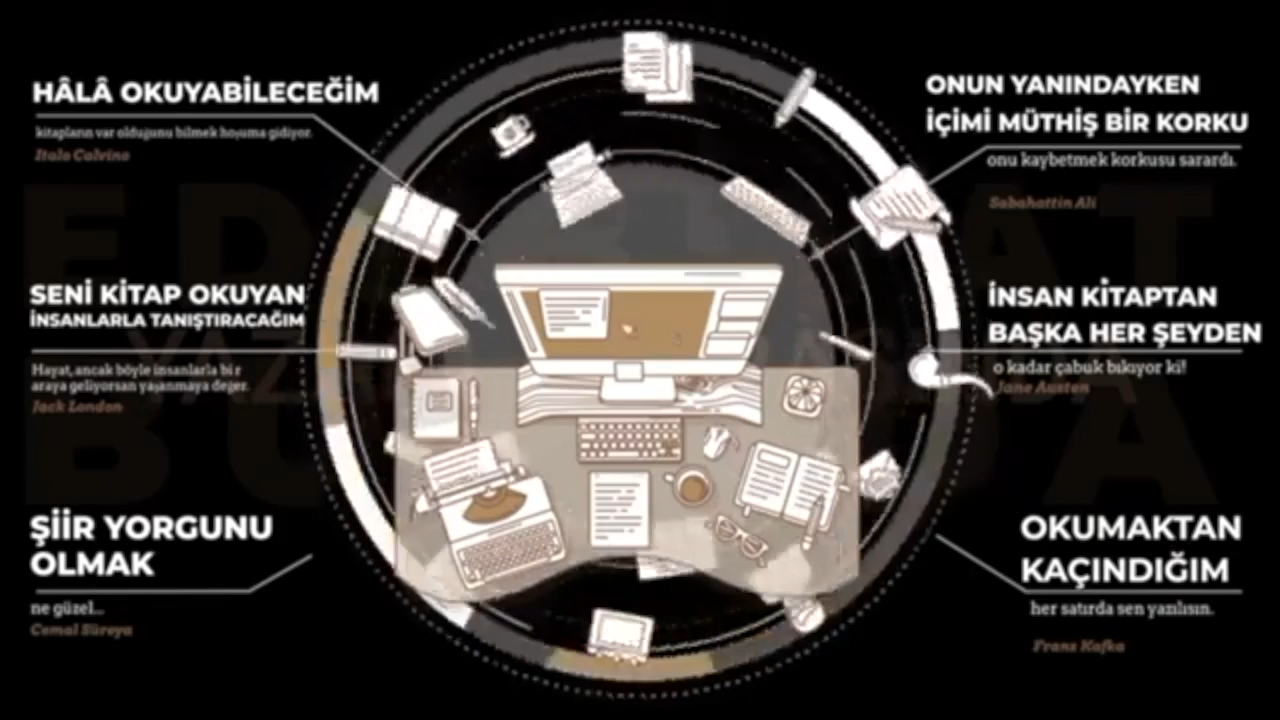 HÂLÂ OKUYABİLECEĞİM
kitapların var olduğunu bilmek hoşuma gidiyor.
Italo Calvino
SENİ KİTAP OKUYAN
İNSANLARLA TANIŞTIRACAĞIM
Hayat, ancak böyle insanlarla bir
araya geliyorsan yaşanmaya değer.
Jack London
ŞİİR YORGUNU
OLMAK
ne güzel...
Cemal Süreya
ONUN YANINDAYKEN
İÇİMİ MÜTHİŞ BİR KORKU
onu kaybetmek korkusu sarardı.
Sabahattin Ali
İNSAN KİTAPTAN
BAŞKA HER ŞEYDEN
o kadar çabuk bıkıyor ki!
Jane Austen
OKUMAKTAN
KAÇINDIĞIM
her satırda sen yazılısın.
Franz Kafka